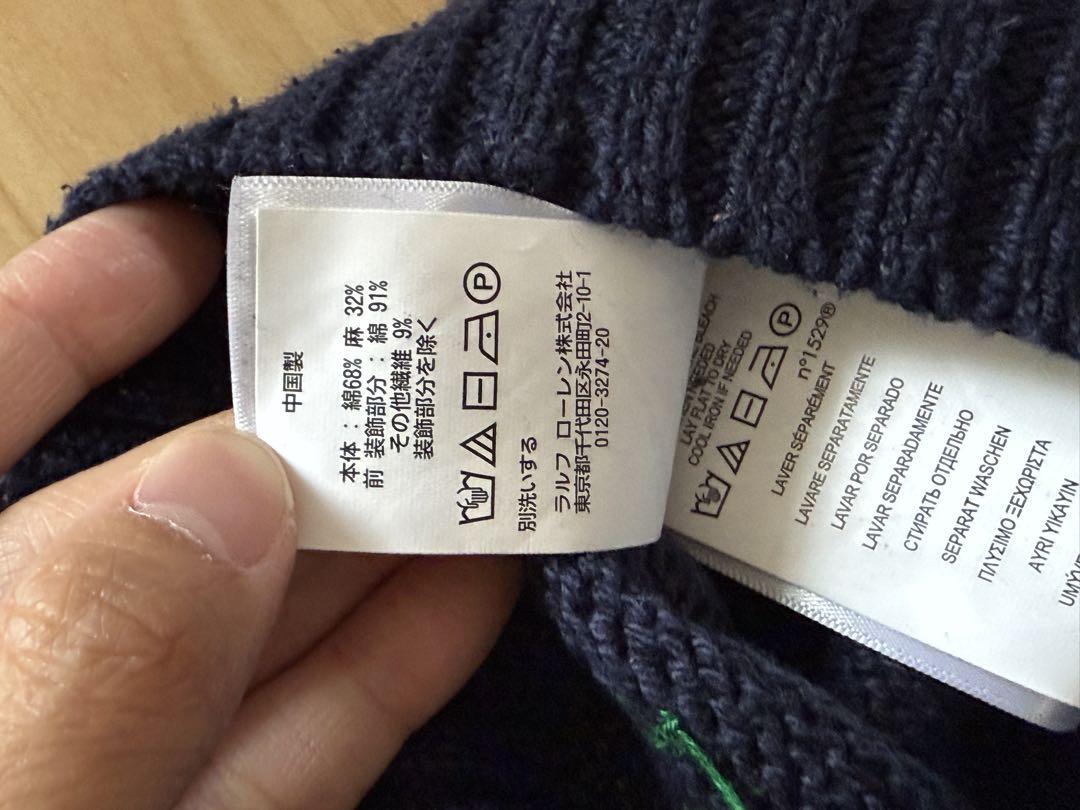 中国製
本体：綿68% 麻 32%
前 装飾部分：綿 91%
その他繊維 9%
装飾部分を除く
P
別洗いする
ラルフ ローレン株式会社
東京都千代田区永田町2-10-1
0120-3274-20
BLEACH
LAY FLAT TO DRY
COOL IRON IF NEEDED
P
n°1529®
LAVER SÉPARÉMENT
LAVARE SEPARATAMENTE
LAVAR POR SEPARADO
LAVAR SEPARADAMENTE
СТИРАТЬ ОТДЕЛЬНО
SEPARAT WASCHEN
ΠΛΥΣΙΜΟ ΞΕΧΩΡΙΣΤΑ
AYRI YIKAYIN